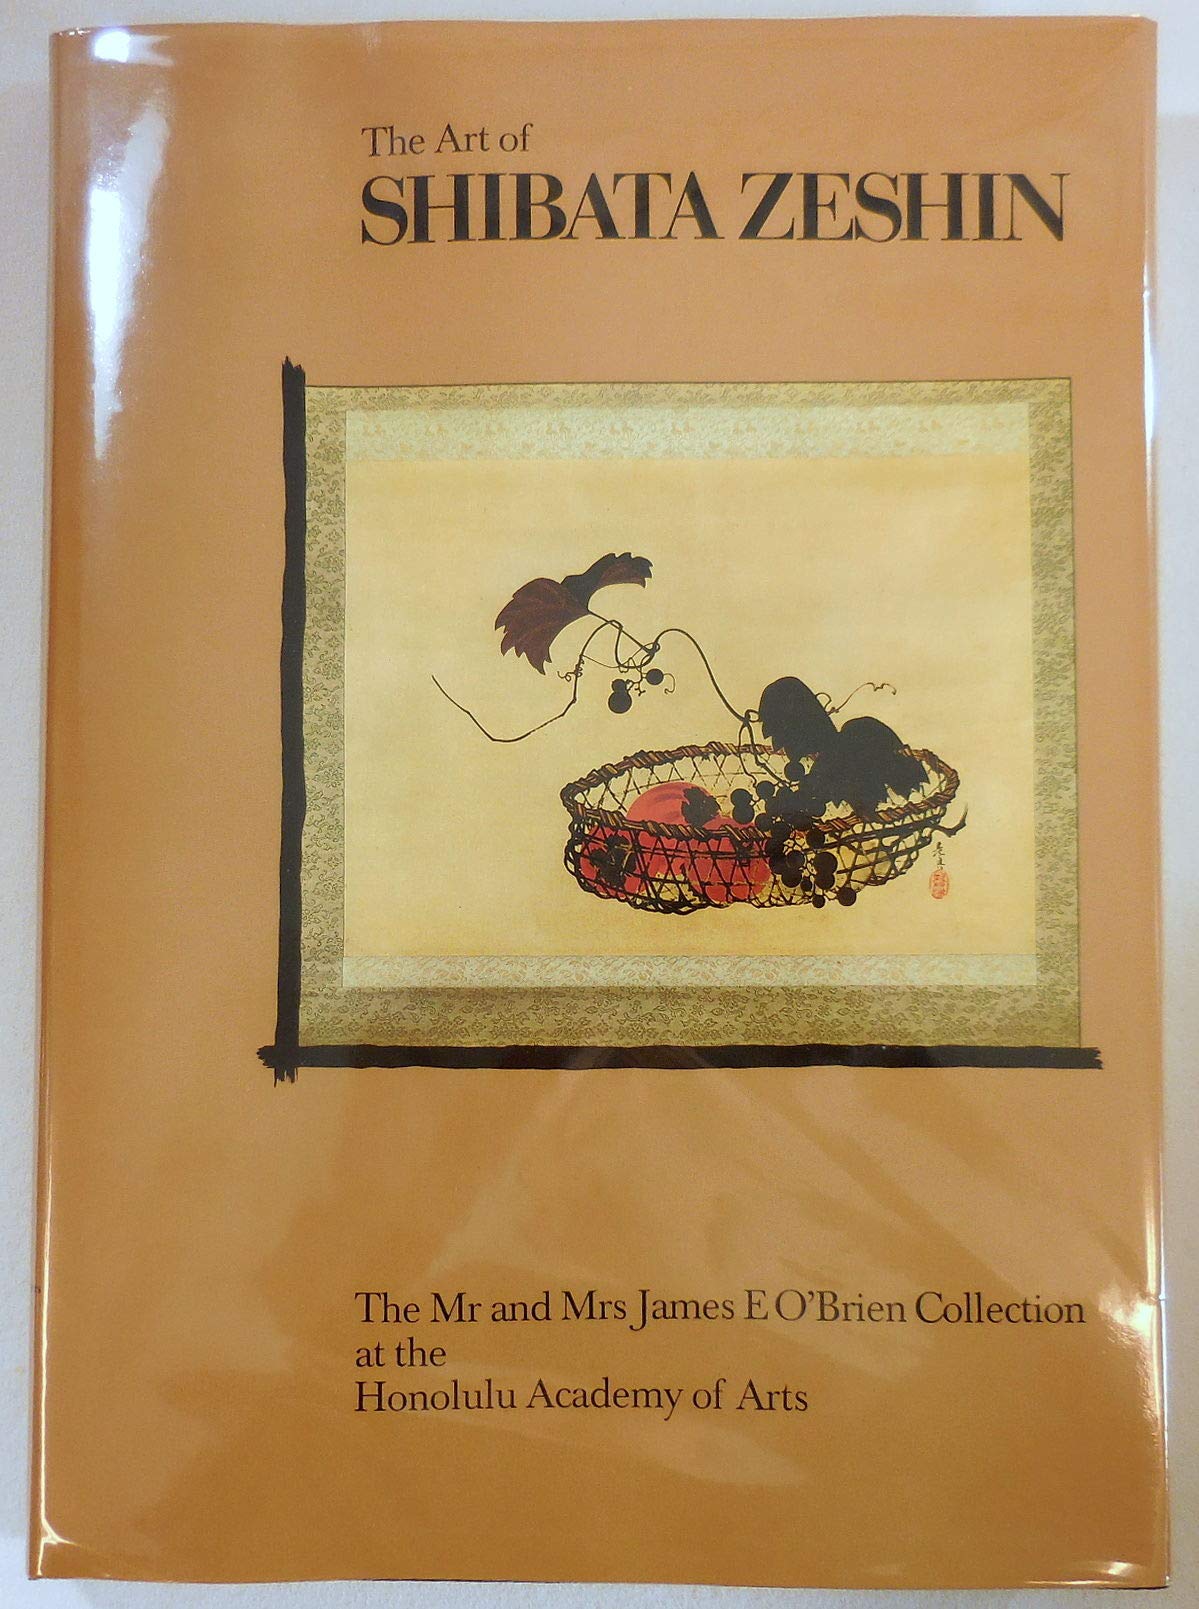 The Art of
SHIBATA ZESHIN
The Mr and Mrs James E O'Brien Collection
at the
Honolulu Academy of Arts